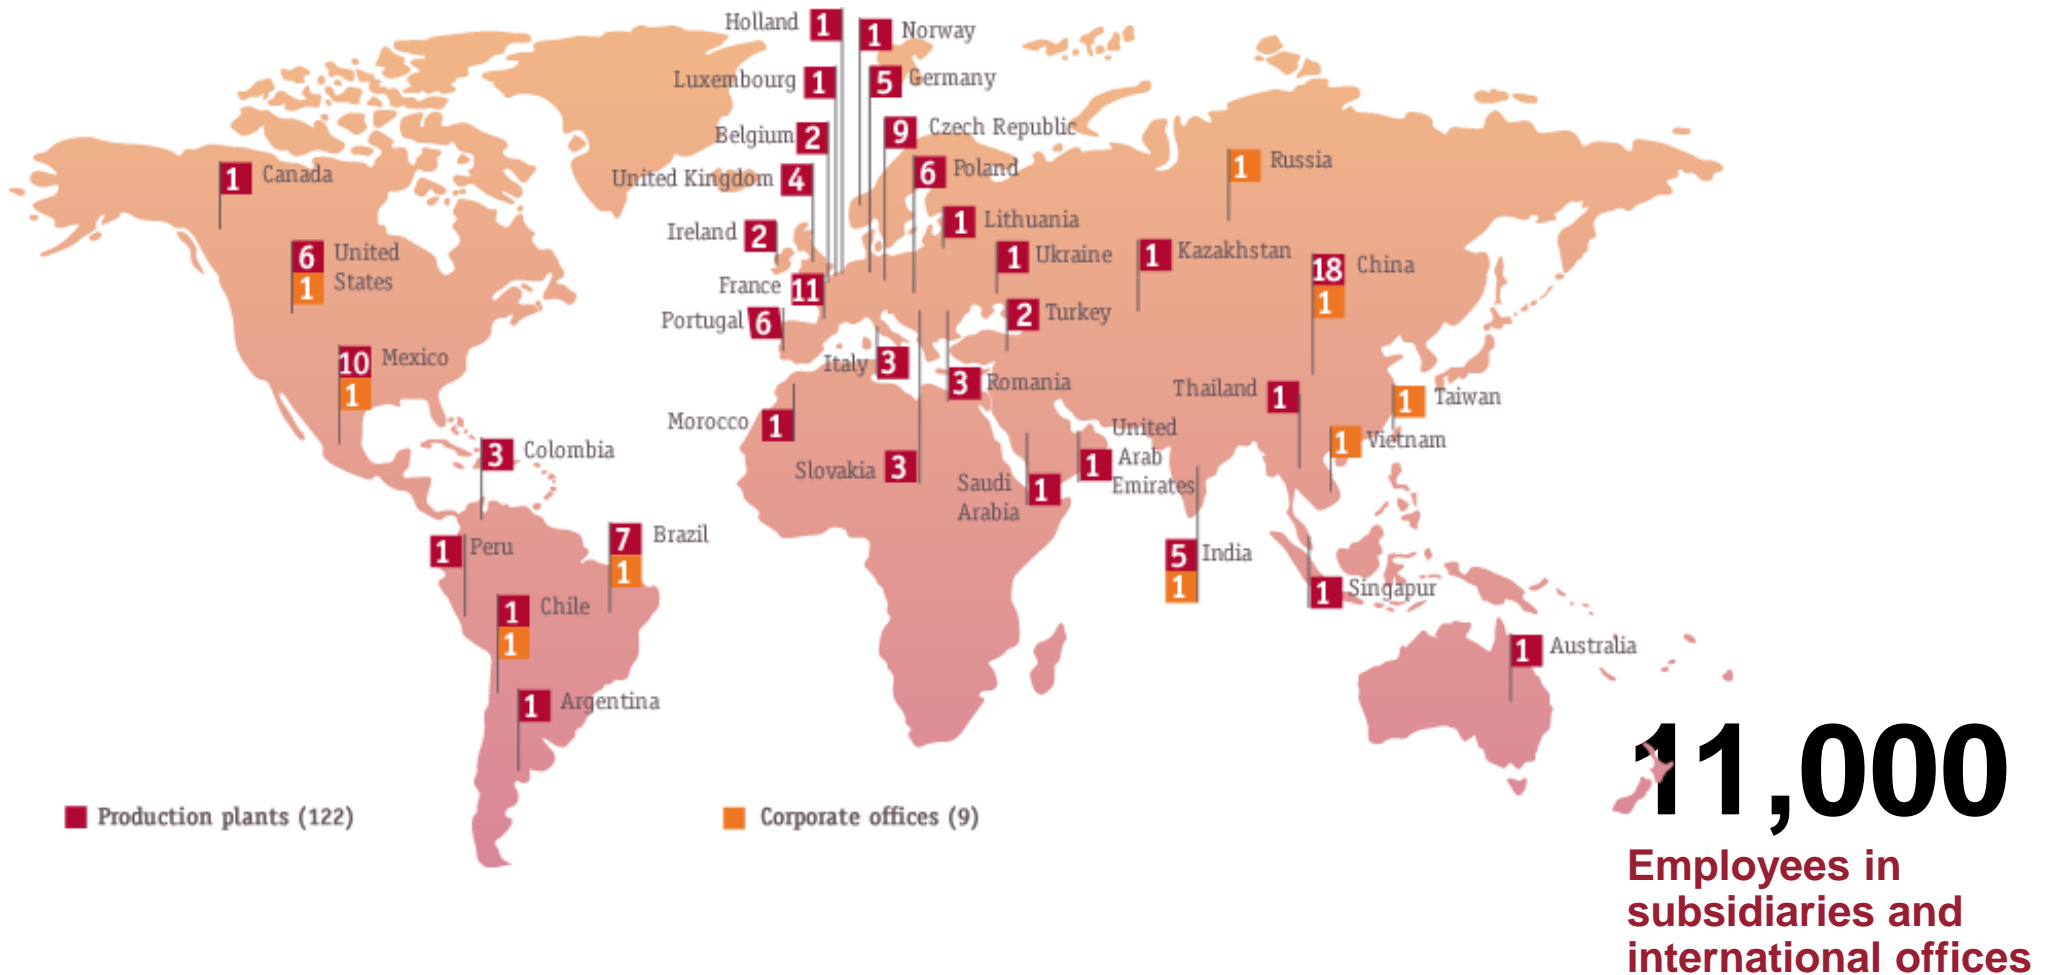 Holland 1
1 Norway
Luxembourg 1
5 Germany
Belgium 2
9 Czech Republic
United Kingdom 4
6 Poland
1 Russia
1 Canada
Ireland 2
1 Lithuania
6 United
1 States
1 Ukraine
1 Kazakhstan
18 China
1
France 11
Portugal 6
2 Turkey
10 Mexico
1
Italy 3
3 Romania
Thailand 1
1 Taiwan
Morocco 1
1 Vietnam
3 Colombia
Slovakia 3
Saudi
Arabia
1
United
1 Arab
Emirates
1 Peru
7 Brazil
1
5 India
1
1 Singapur
1 Chile
1
1 Australia
1 Argentina
Production plants (122)
Corporate offices (9)
11,000
Employees in
subsidiaries and
international offices